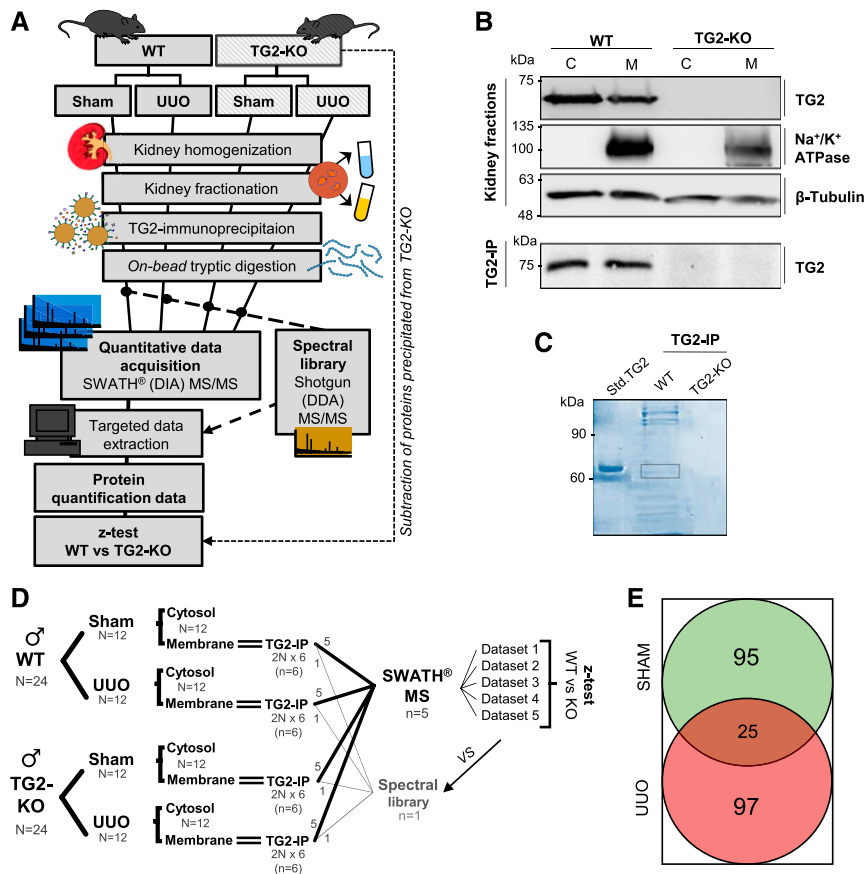 A
WT
TG2-KO
Sham
UUO
Sham
UUO
Kidney homogenization
Kidney fractionation
TG2-immunoprecipitaion
On-bead tryptic digestion
Quantitative data
acquisition
SWATH® (DIA) MS/MS
Spectral
library
Shotgun
(DDA)
MS/MS
Targeted data
extraction
Protein
quantification data
z-test
WT vs TG2-KO
Subtraction of proteins precipitated from TG2-KO
B
WT
TG2-KO
kDa
C
M
C
M
75
TG2
135
100
Na⁺/K⁺
ATPase
63
48
β-Tubulin
Kidney fractions
kDa
75
TG2
TG2-IP
C
TG2-IP
Std.TG2
WT
TG2-KO
kDa
90
60
D
♂
WT
N=24
Sham
N=12
Cytosol
N=12
Membrane
TG2-IP
2N x 6
(n=6)
5
1
UUO
N=12
Cytosol
N=12
Membrane
TG2-IP
2N x 6
(n=6)
5
1
♂
TG2-
KO
N=24
Sham
N=12
Cytosol
N=12
Membrane
TG2-IP
2N x 6
(n=6)
5
1
UUO
N=12
Cytosol
N=12
Membrane
TG2-IP
2N x 6
(n=6)
5
1
SWATH®
MS
n=5
Dataset 1
Dataset 2
Dataset 3
Dataset 4
Dataset 5
z-test
WT vs KO
VS
Spectral
library
n=1
E
SHAM
95
25
UUO
97